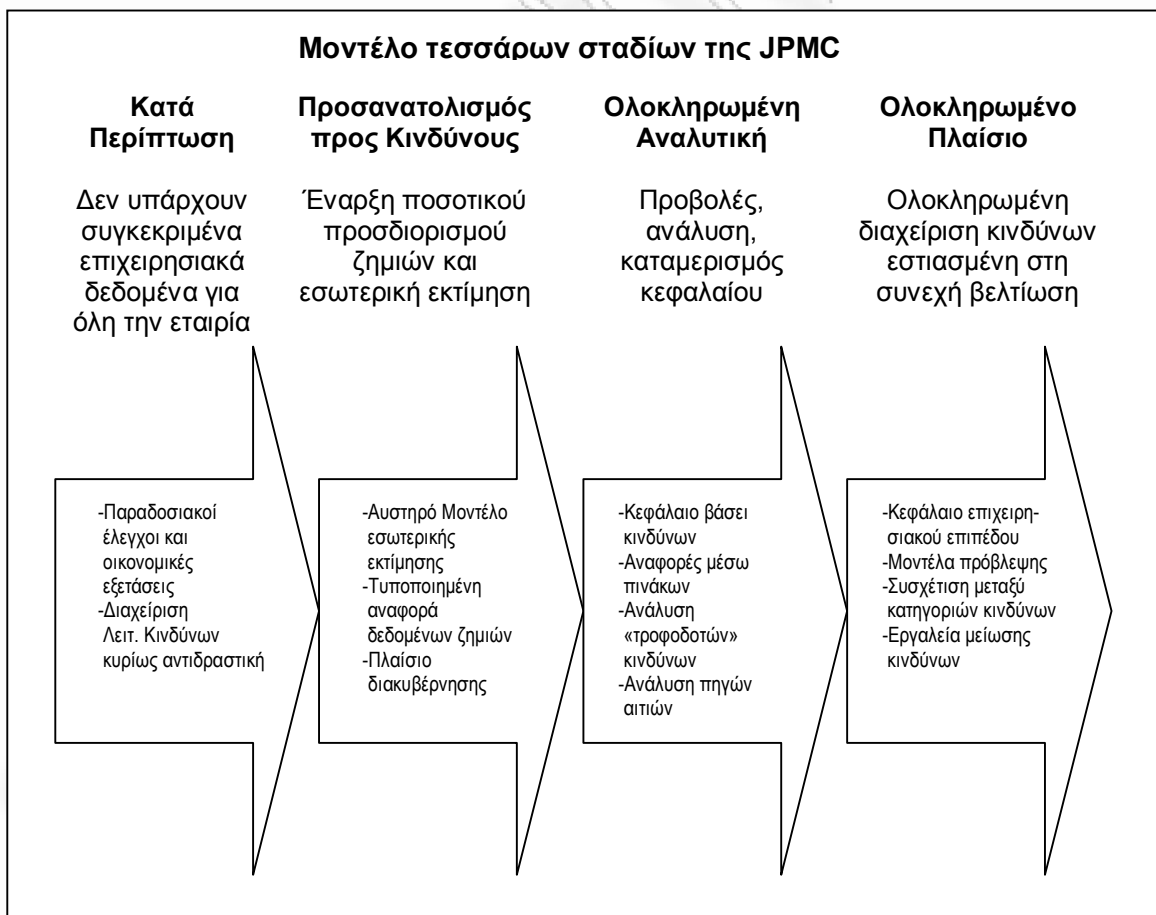 Μοντέλο τεσσάρων σταδίων της JPMC
Κατά
Περίπτωση
Δεν υπάρχουν
συγκεκριμένα
επιχειρησιακά
δεδομένα για
όλη την εταιρία
Προσανατολισμός
προς Κινδύνους
Έναρξη ποσοτικού
προσδιορισμού
ζημιών και
εσωτερική εκτίμηση
Ολοκληρωμένη
Αναλυτική
Προβολές,
ανάλυση,
καταμερισμός
κεφαλαίου
Ολοκληρωμένο
Πλαίσιο
Ολοκληρωμένη
διαχείριση κινδύνων
εστιασμένη στη
συνεχή βελτίωση
-Παραδοσιακοί
έλεγχοι και
οικονομικές
εξετάσεις
-Διαχείριση
Λειτ. Κινδύνων
κυρίως αντιδραστική
-Αυστηρό Μοντέλο
εσωτερικής
εκτίμησης
-Τυποποιημένη
αναφορά
δεδομένων ζημιών
-Πλαίσιο
διακυβέρνησης
-Κεφάλαιο βάσει
κινδύνων
-Αναφορές μέσω
πινάκων
-Ανάλυση
«τροφοδοτών»
κινδύνων
-Ανάλυση πηγών
αιτιών
-Κεφάλαιο επιχειρη-
σιακού επιπέδου
-Μοντέλα πρόβλεψης
-Συσχέτιση μεταξύ
κατηγοριών κινδύνων
-Εργαλεία μείωσης
κινδύνων